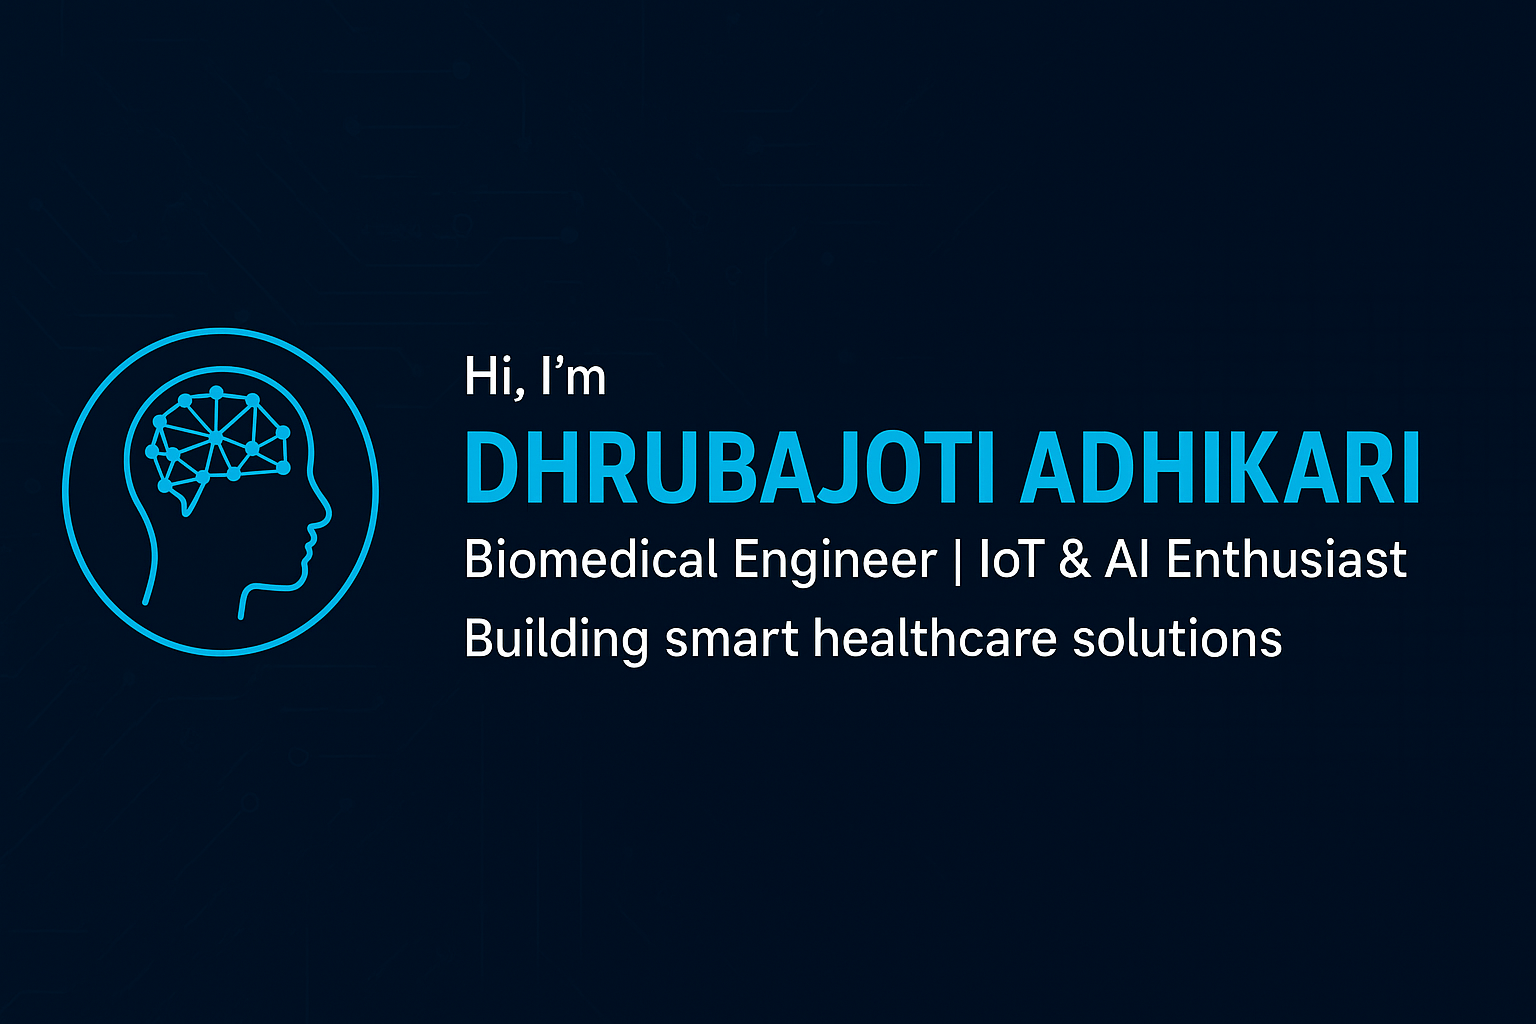 Hi, I’m
DHRUBAJOTI ADHIKARI
Biomedical Engineer | IoT & AI Enthusiast
Building smart healthcare solutions